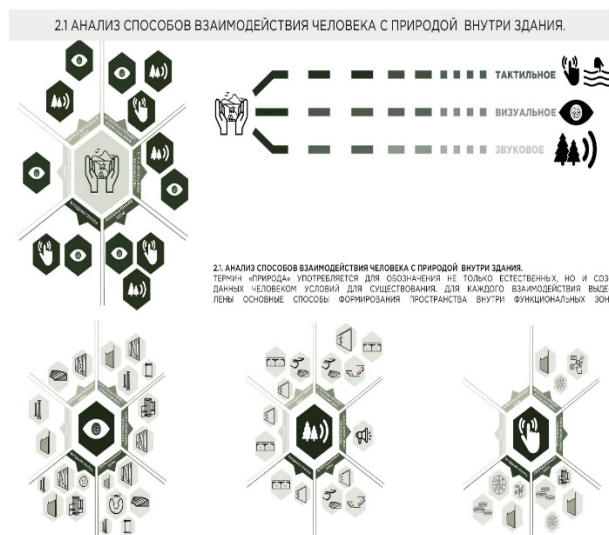 2.1 АНАЛИЗ СПОСОБОВ ВЗАИМОДЕЙСТВИЯ ЧЕЛОВЕКА С ПРИРОДОЙ ВНУТРИ ЗДАНИЯ.
ТАКТИЛЬНОЕ
ВИЗУАЛЬНОЕ
ЗВУКОВОЕ
2.1. АНАЛИЗ СПОСОБОВ ВЗАИМОДЕЙСТВИЯ ЧЕЛОВЕКА С ПРИРОДОЙ ВНУТРИ ЗДАНИЯ.
ТЕРМИН «ПРИРОДА» УПОТРЕБЛЯЕТСЯ ДЛЯ ОБОЗНАЧЕНИЯ НЕ ТОЛЬКО ЕСТЕСТВЕННЫХ, НО И СОЗ
ДАННЫХ ЧЕЛОВЕКОМ УСЛОВИЙ ДЛЯ СУЩЕСТВОВАНИЯ. ДЛЯ КАЖДОГО ВЗАИМОДЕЙСТВИЯ ВЫДЕ
ЛЕНЫ ОСНОВНЫЕ СПОСОБЫ ФОРМИРОВАНИЯ ПРОСТРАНСТВА ВНУТРИ ФУНКЦИОНАЛЬНЫХ ЗОН